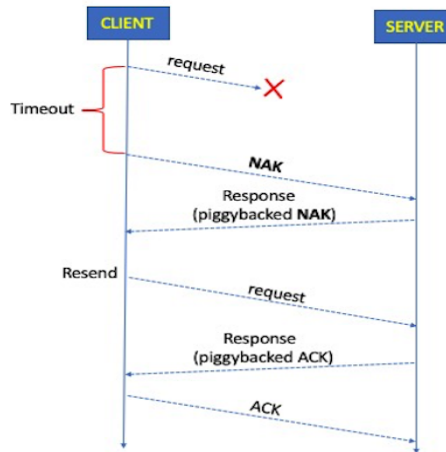 CLIENT
SERVER
request
Timeout
NAK
Response
(piggybacked NAK)
Resend
request
Response
(piggybacked ACK)
ACK